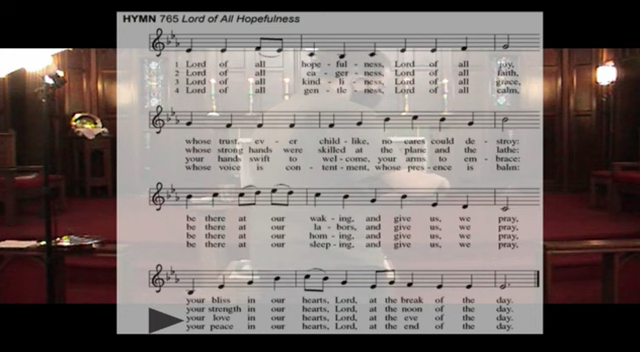 HYMN 765 Lord of All Hopefulness
1 Lord of all hope - ful - ness, Lord of all joy,
2 Lord of all ea - ger - ness, Lord of all faith,
3 Lord of all kind - li - ness, Lord of all grace,
4 Lord of all gen - tle - ness, Lord of all calm,
whose trust, ev - er child - like, no cares could de - stroy:
whose strong hands were skilled at the plane and the lathe:
your hands swift to wel - come, your arms to em - brace:
whose voice is con - tent - ment, whose pres - ence is balm:
be there at our wak - ing, and give us, we pray,
be there at our la - bors, and give us, we pray,
be there at our hom - ing, and give us, we pray,
be there at our sleep - ing, and give us, we pray,
your bliss in our hearts, Lord, at the break of the day.
your strength in our hearts, Lord, at the noon of the day.
your love in our hearts, Lord, at the eve of the day.
your peace in our hearts, Lord, at the end of the day.